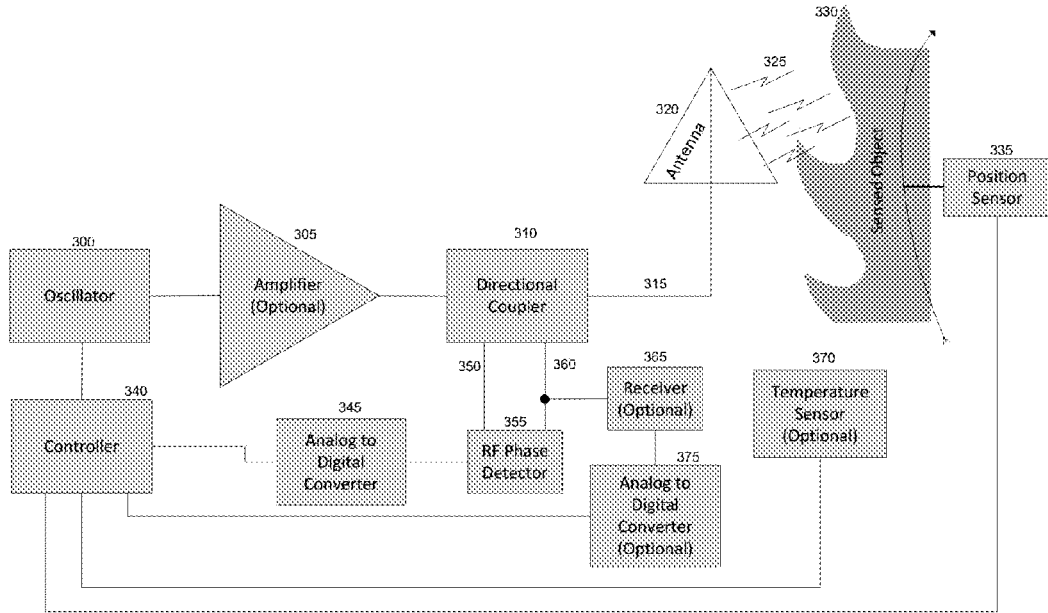 330
325
320
Antenna
Sensed Object
335
Position
Sensor
300
Oscillator
305
Amplifier
(Optional)
310
Directional
Coupler
315
340
Controller
345
Analog to
Digital
Converter
350
360
355
RF Phase
Detector
365
Receiver
(Optional)
375
Analog to
Digital
Converter
(Optional)
370
Temperature
Sensor
(Optional)